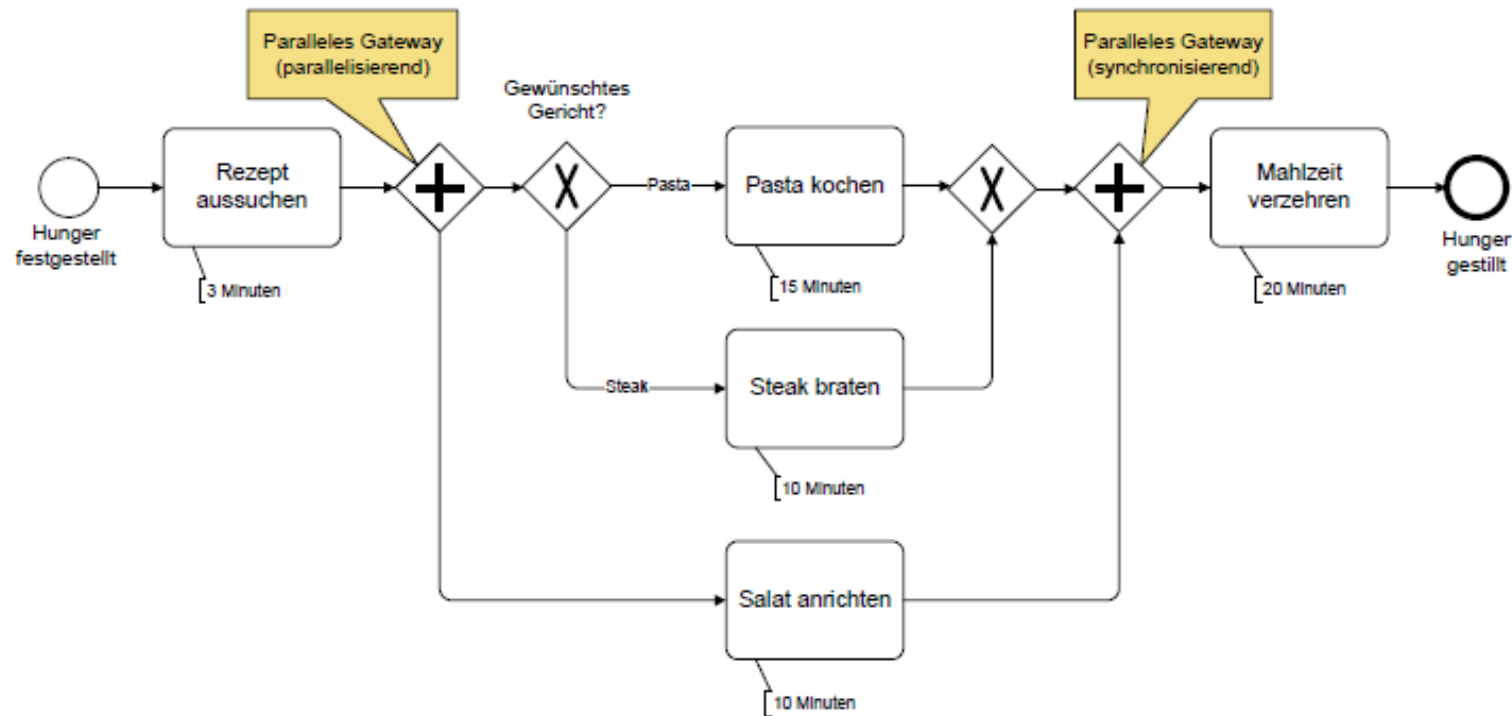 Paralleles Gateway
(parallelisierend)
Paralleles Gateway
(synchronisierend)
Gewünschtes
Gericht?
Rezept
aussuchen
Pasta
Pasta kochen
Mahlzeit
verzehren
Hunger
festgestellt
Hunger
gestillt
3 Minuten
15 Minuten
20 Minuten
Steak
Steak braten
10 Minuten
Salat anrichten
10 Minuten